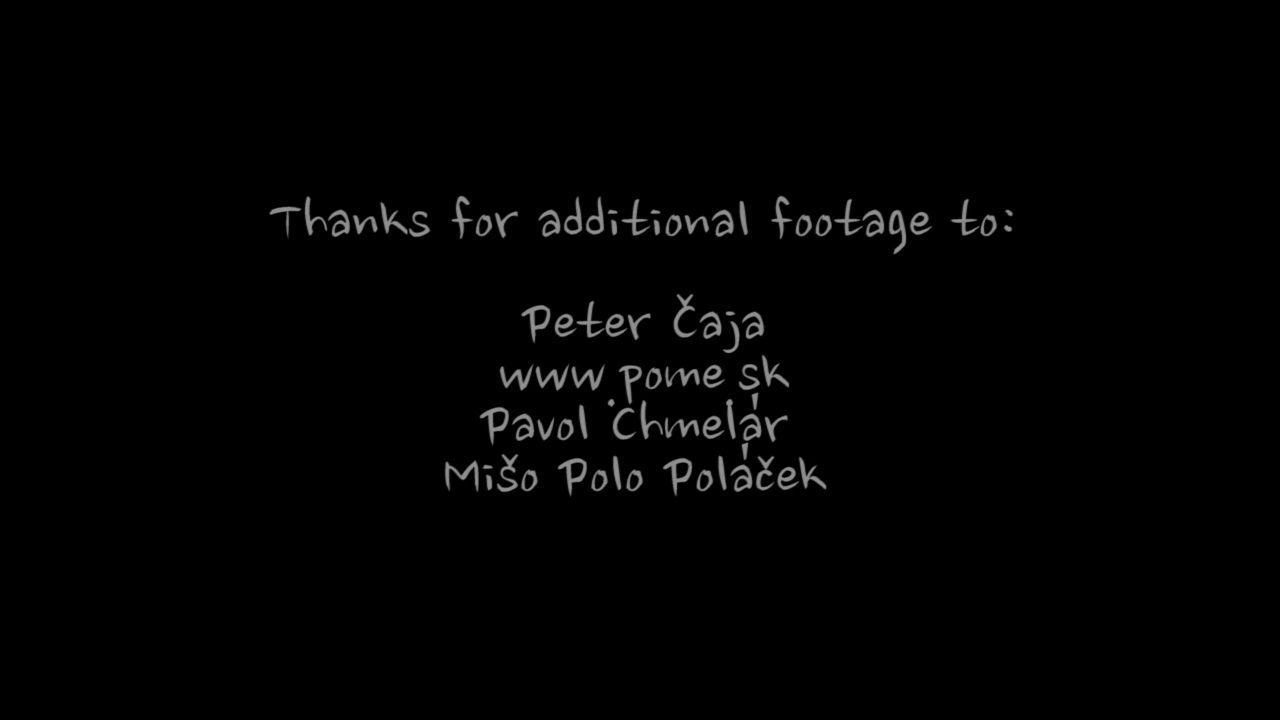 Thanks for additional footage to:
Peter Čaja
www.pome.sk
Pavol Chmelár
Mišo Polo Poláček